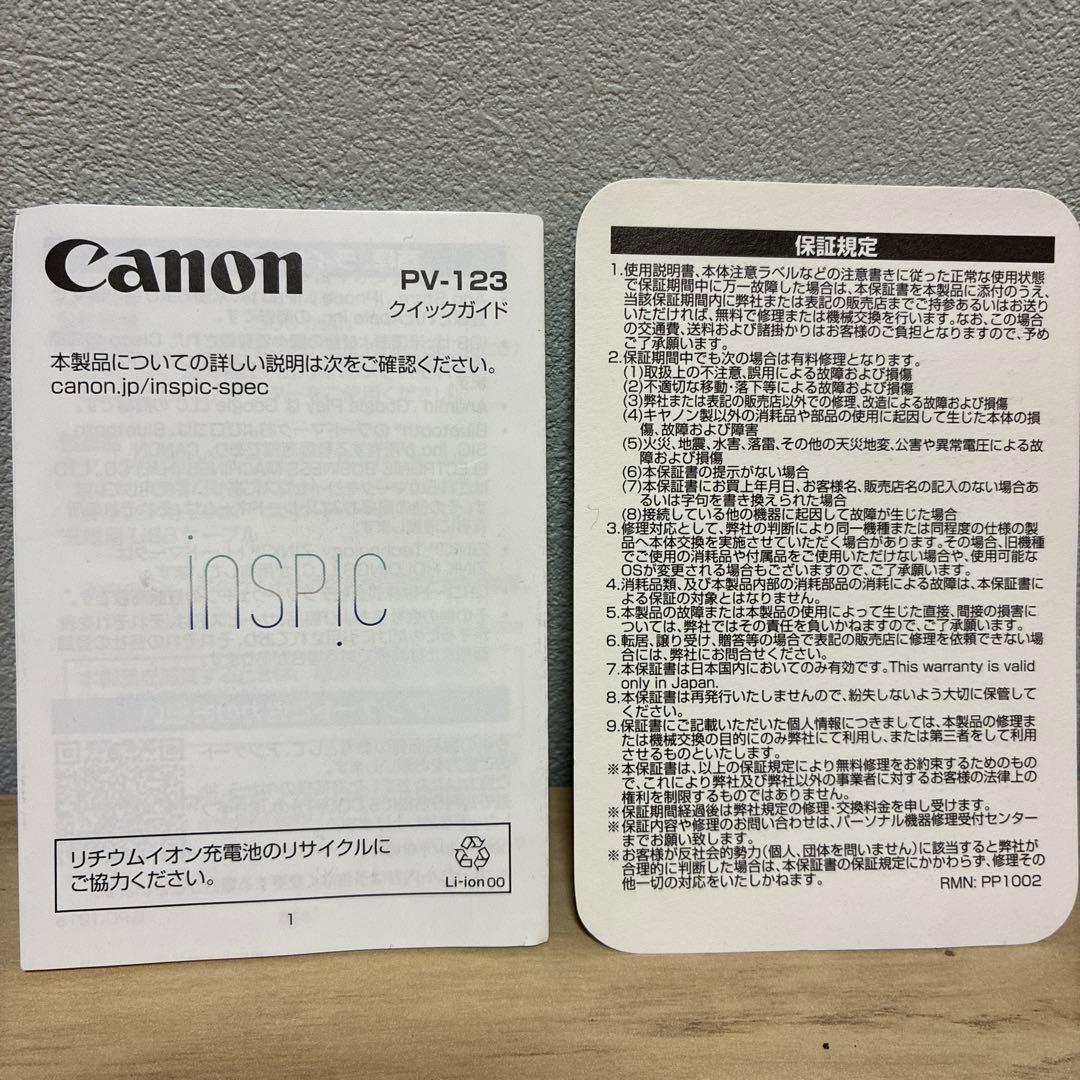 Canon
PV-123
クイックガイド
本製品についての詳しい説明は次をご確認ください。
canon.jp/inspic-spec
inspic
リチウムイオン充電池のリサイクルに
ご協力ください。
Li-ion 00
1
保証規定
1.使用説明書、本体注意ラベルなどの注意書きに従った正常な使用状態
で保証期間中に万一故障した場合は、本保証書を本製品に添付のうえ、
当該保証期間内に弊社または表記の販売店までご持参あるいはお送り
いただければ、無料で修理または機械交換を行います。なお、この場合
の交通費、送料および諸掛かりはお客様のご負担となりますので、予め
ご了承願います。
2.保証期間中でも次の場合は有料修理となります。
(1)取扱上の不注意、誤用による故障および損傷
(2)不適切な移動・落下等による故障および損傷
(3)弊社または表記の販売店以外での修理、改造による故障および損傷
(4)キヤノン製以外の消耗品や部品の使用に起因して生じた本体の損
傷、故障および障害
(5)火災、地震、水害、落雷、その他の天災地変、公害や異常電圧による故
障および損傷
(6)本保証書の提示がない場合
(7)本保証書にお買上年月日、お客様名、販売店名の記入のない場合あ
るいは字句を書き換えられた場合
(8)接続している他の機器に起因して故障が生じた場合
3.修理対応として、弊社の判断により同一機種または同程度の仕様の製
品へ本体交換を実施させていただく場合があります。その場合、旧機種
でご使用の消耗品や付属品をご使用いただけない場合や、使用可能な
OSが変更される場合もございますので、ご了承願います。
4.消耗品類、及び本製品内部の消耗部品の消耗による故障は、本保証書に
よる保証の対象とはなりません。
5.本製品の故障または本製品の使用によって生じた直接、間接の損害に
ついては、弊社ではその責任を負いかねますので、ご了承願います。
6.転居、譲り受け、贈答等の場合で表記の販売店に修理を依頼できない場
合には、弊社にお問合せください。
7.本保証書は日本国内においてのみ有効です。This warranty is valid
only in Japan.
8.本保証書は再発行いたしませんので、紛失しないよう大切に保管して
ください。
9.保証書にご記載いただいた個人情報につきましては、本製品の修理ま
たは機械交換の目的にのみ弊社にて利用し、または第三者をして利用
させるものといたします。
※本保証書は、以上の保証規定により無料修理をお約束するためのもの
で、これにより弊社及び弊社以外の事業者に対するお客様の法律上の
権利を制限するものではありません。
※保証期間経過後は弊社規定の修理・交換料金を申し受けます。
※保証内容や修理のお問い合わせは、パーソナル機器修理受付センター
までお願い致します。
※お客様が反社会的勢力(個人、団体を問いません)に該当すると弊社が
合理的に判断した場合は、本保証書の保証規定にかかわらず、修理その
他一切の対応をいたしかねます。
RMN: PP1002